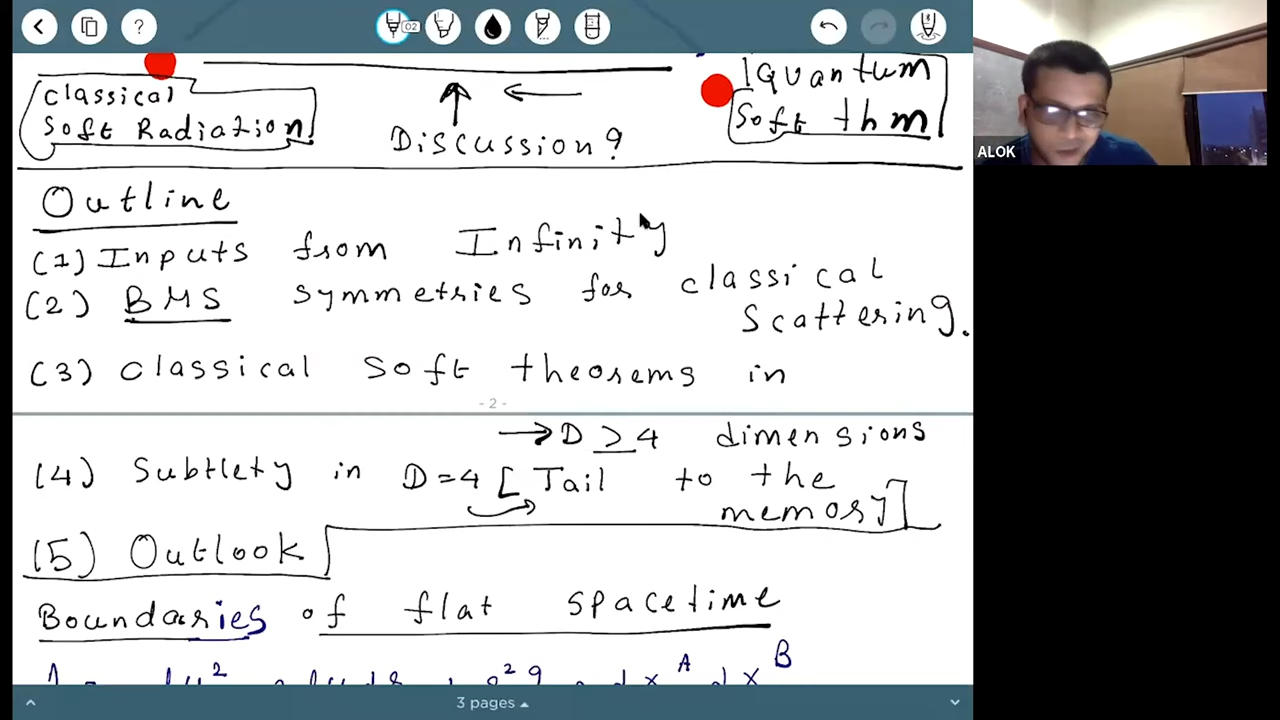 02
Classical
Soft Radiation
Quantum
Soft thm
Discussion?
ALOK
Outline
(1) Inputs from Infinity
(2) BMS symmetries for classical
scattering.
(3) classical soft theorems in
- 2 -
→ D ≥ 4 dimensions
(4) Subtlety in D=4 [Tail to the
memory]
(5) Outlook
Boundaries of flat spacetime
3 pages